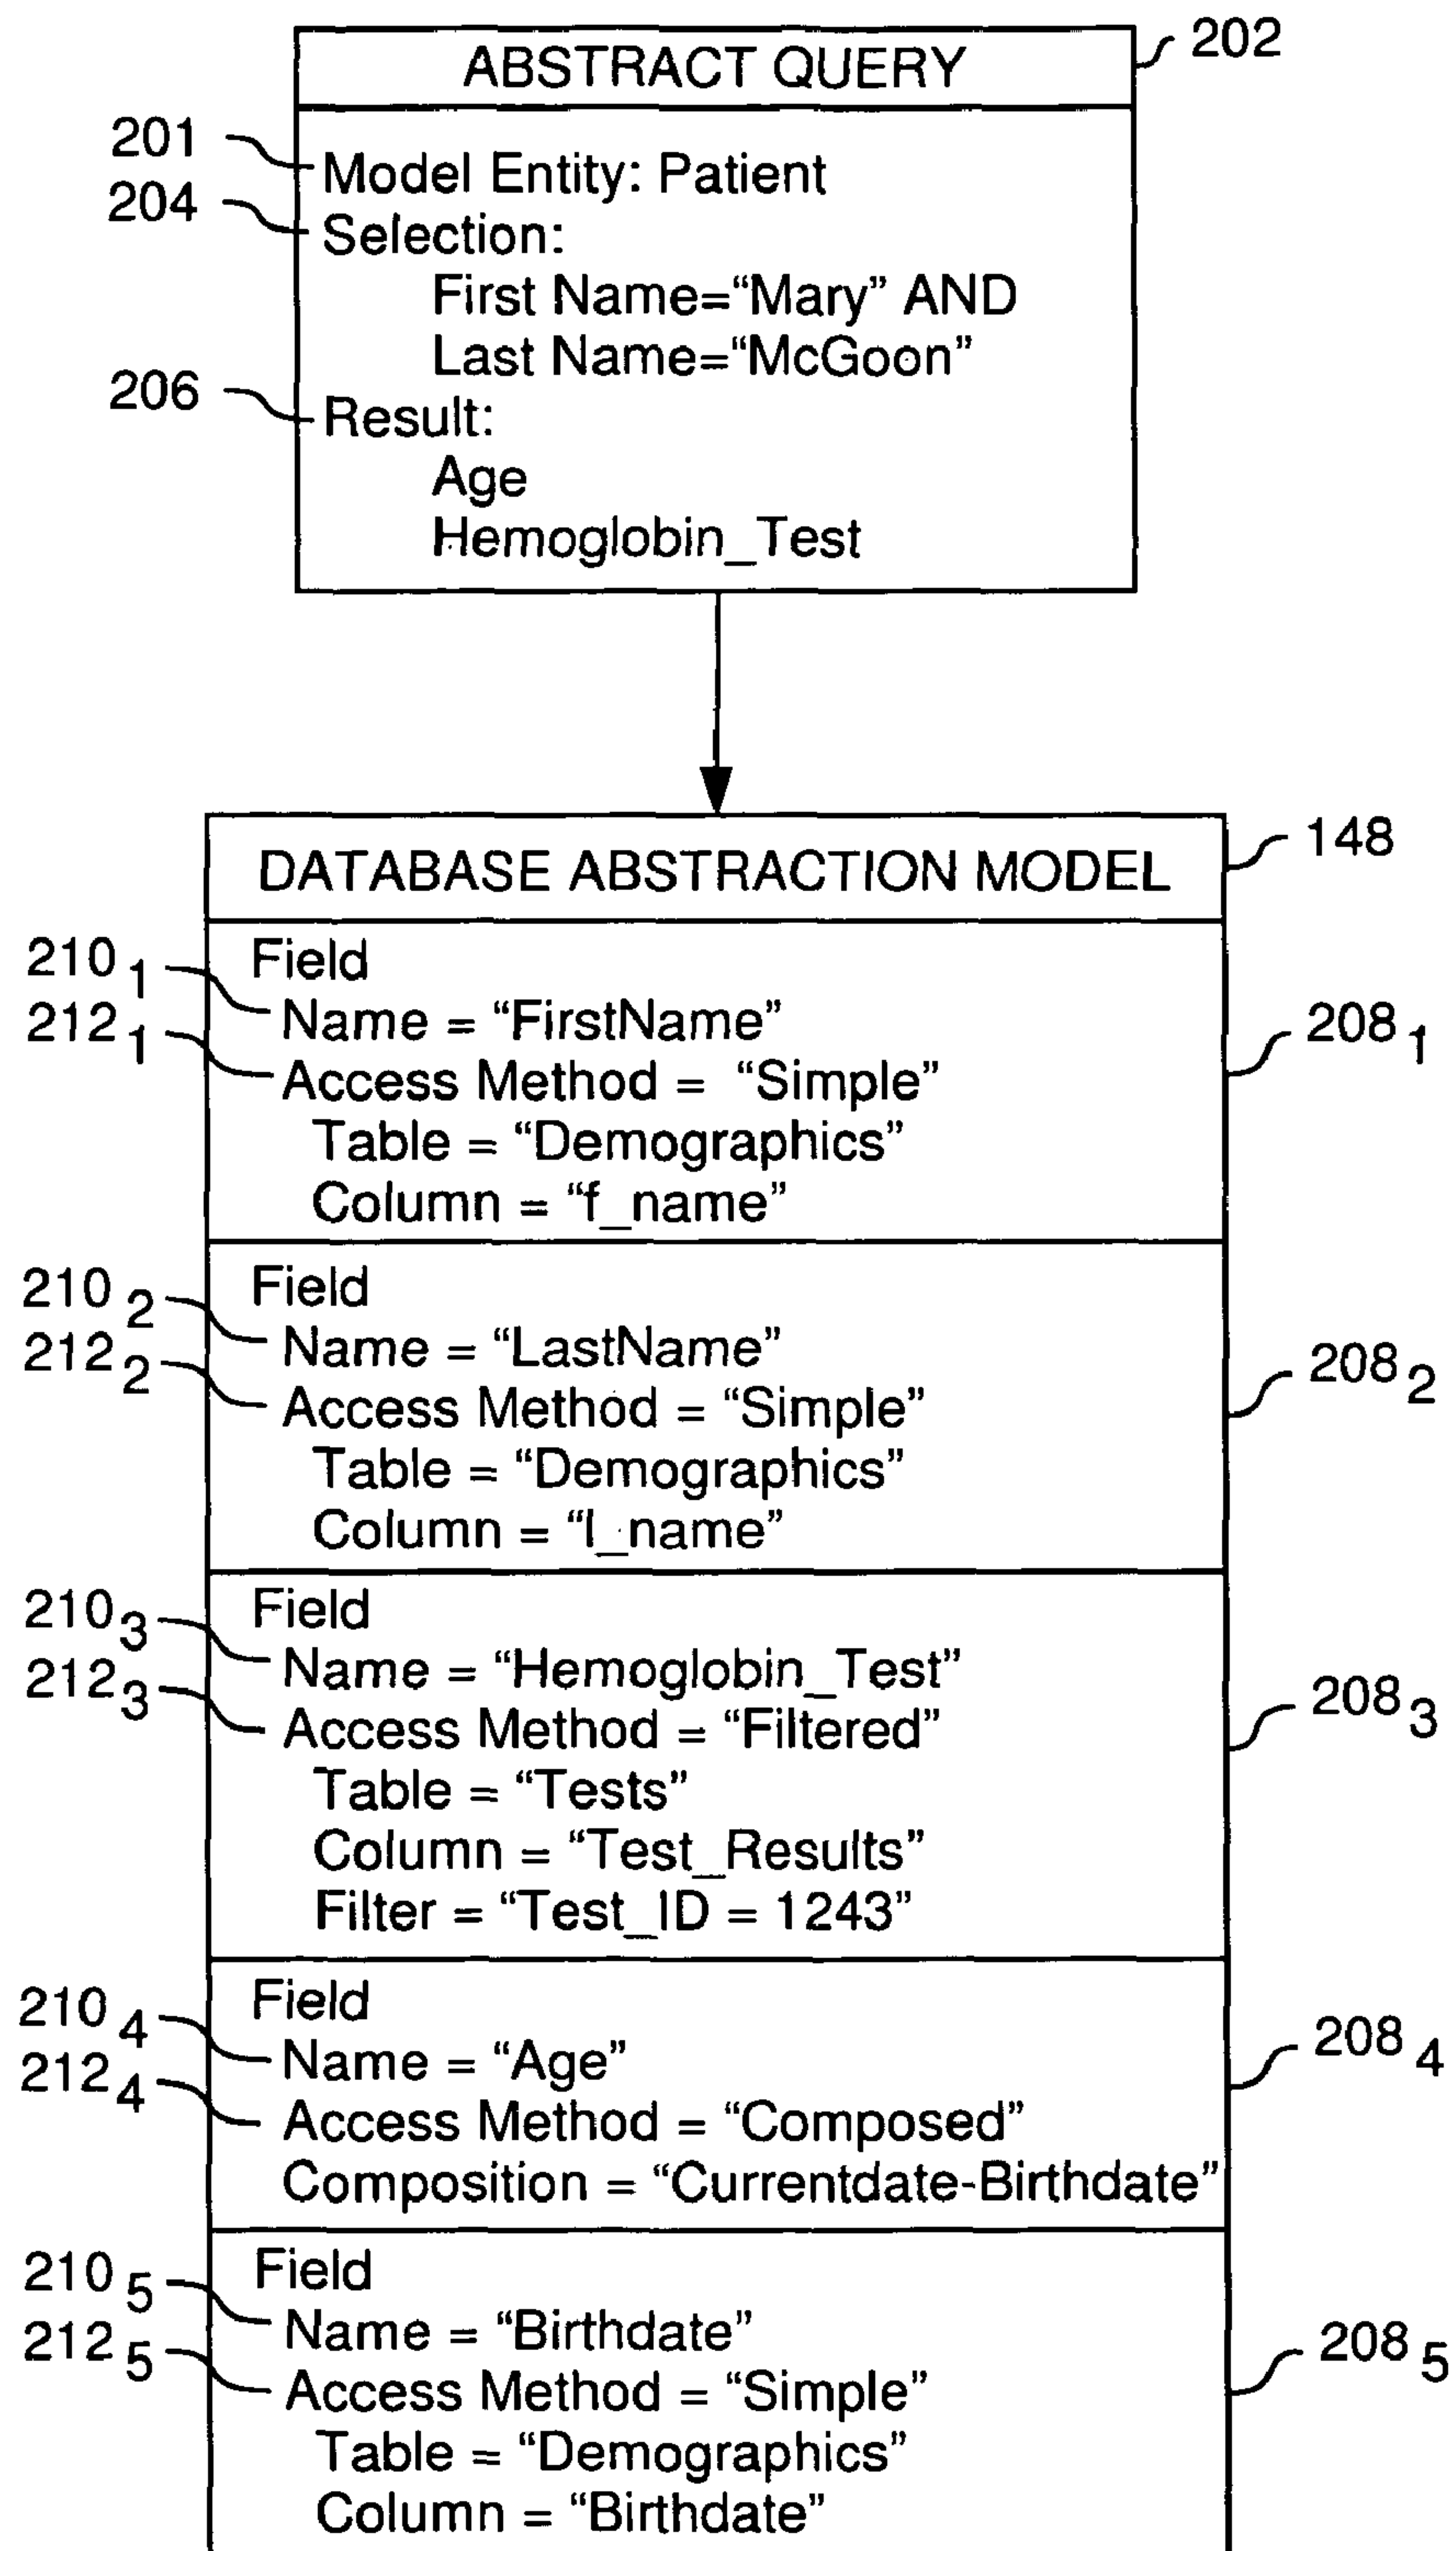 ABSTRACT QUERY
202
201
Model Entity: Patient
204
Selection:
First Name=“Mary” AND
Last Name=“McGoon”
206
Result:
Age
Hemoglobin_Test
DATABASE ABSTRACTION MODEL
148
Field
210 1
Name = “FirstName”
212 1
Access Method = “Simple”
208 1
Table = “Demographics”
Column = “f_name”
Field
210 2
Name = “LastName”
212 2
Access Method = “Simple”
208 2
Table = “Demographics”
Column = “l_name”
Field
210 3
Name = “Hemoglobin_Test”
212 3
Access Method = “Filtered”
208 3
Table = “Tests”
Column = “Test_Results”
Filter = “Test_ID = 1243”
Field
210 4
Name = “Age”
208 4
212 4
Access Method = “Composed”
Composition = “Currentdate-Birthdate”
Field
210 5
Name = “Birthdate”
208 5
212 5
Access Method = “Simple”
Table = “Demographics”
Column = “Birthdate”